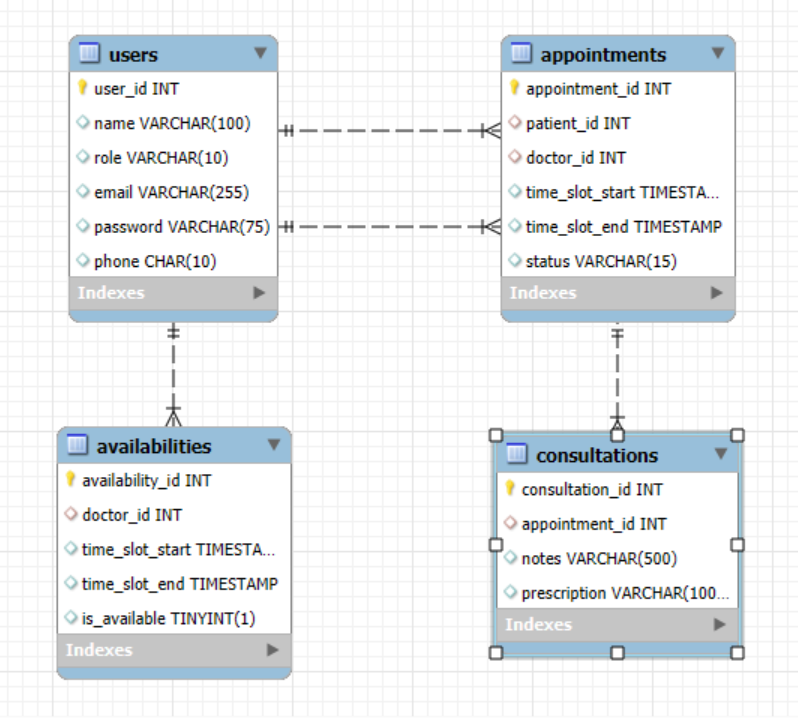 users
user_id INT
name VARCHAR(100)
role VARCHAR(10)
email VARCHAR(255)
password VARCHAR(75)
phone CHAR(10)
Indexes
appointments
appointment_id INT
patient_id INT
doctor_id INT
time_slot_start TIMESTA...
time_slot_end TIMESTAMP
status VARCHAR(15)
Indexes
availabilities
availability_id INT
doctor_id INT
time_slot_start TIMESTA...
time_slot_end TIMESTAMP
is_available TINYINT(1)
Indexes
consultations
consultation_id INT
appointment_id INT
notes VARCHAR(500)
prescription VARCHAR(100...
Indexes